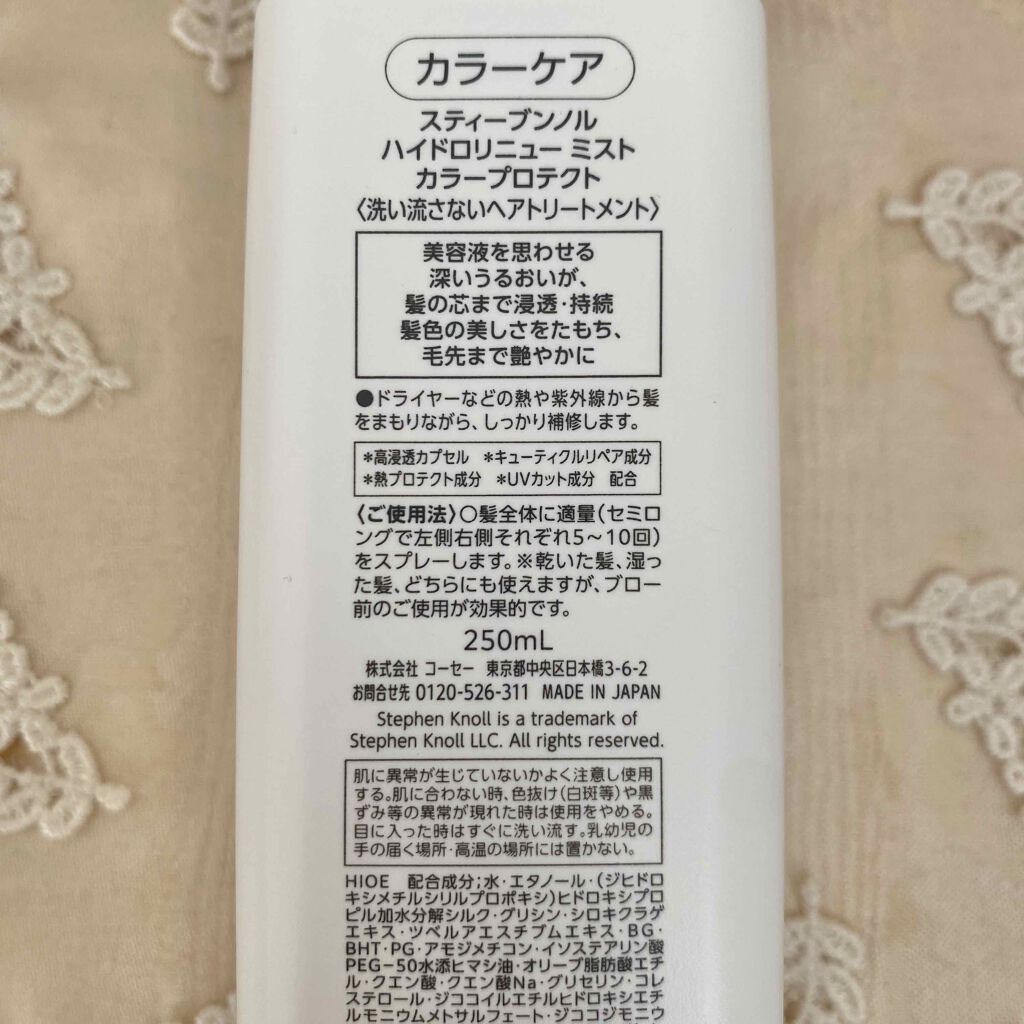 カラーケア
スティーブンノル
ハイドロリニュー ミスト
カラープロテクト
〈洗い流さないヘアトリートメント〉
美容液を思わせる
深いうるおいが、
髪の芯まで浸透・持続
髪色の美しさをたもち、
毛先まで艶やかに
●ドライヤーなどの熱や紫外線から髪
をまもりながら、しっかり補修します。
*高浸透カプセル *キューティクルリペア成分
*熱プロテクト成分 *UVカット成分 配合
〈ご使用法〉○髪全体に適量(セミロ
ングで左側右側それぞれ5～10回)
をスプレーします。※乾いた髪、湿っ
た髪、どちらにも使えますが、ブロー
前のご使用が効果的です。
250mL
株式会社 コーセー 東京都中央区日本橋3-6-2
お問合せ先 0120-526-311 MADE IN JAPAN
Stephen Knoll is a trademark of
Stephen Knoll LLC. All rights reserved.
肌に異常が生じていないかよく注意し使用
する。肌に合わない時、色抜け(白斑等)や黒
ずみ等の異常が現れた時は使用をやめる。
目に入った時はすぐに洗い流す。乳幼児の
手の届く場所・高温の場所には置かない。
HIOE 配合成分;水・エタノール・(ジヒドロ
キシメチルシリルプロポキシ)ヒドロキシプロ
ピル加水分解シルク・グリシン・シロキクラゲ
エキス・ツベルアエスチブムエキス・BG・
BHT・PG・アモジメチコン・イソステアリン酸
PEG-50水添ヒマシ油・オリーブ脂肪酸エチ
ル・クエン酸・クエン酸Na・グリセリン・コレ
ステロール・ジココイルエチルヒドロキシエチ
ルモニウムメトサルフェート・ジココジモニウ